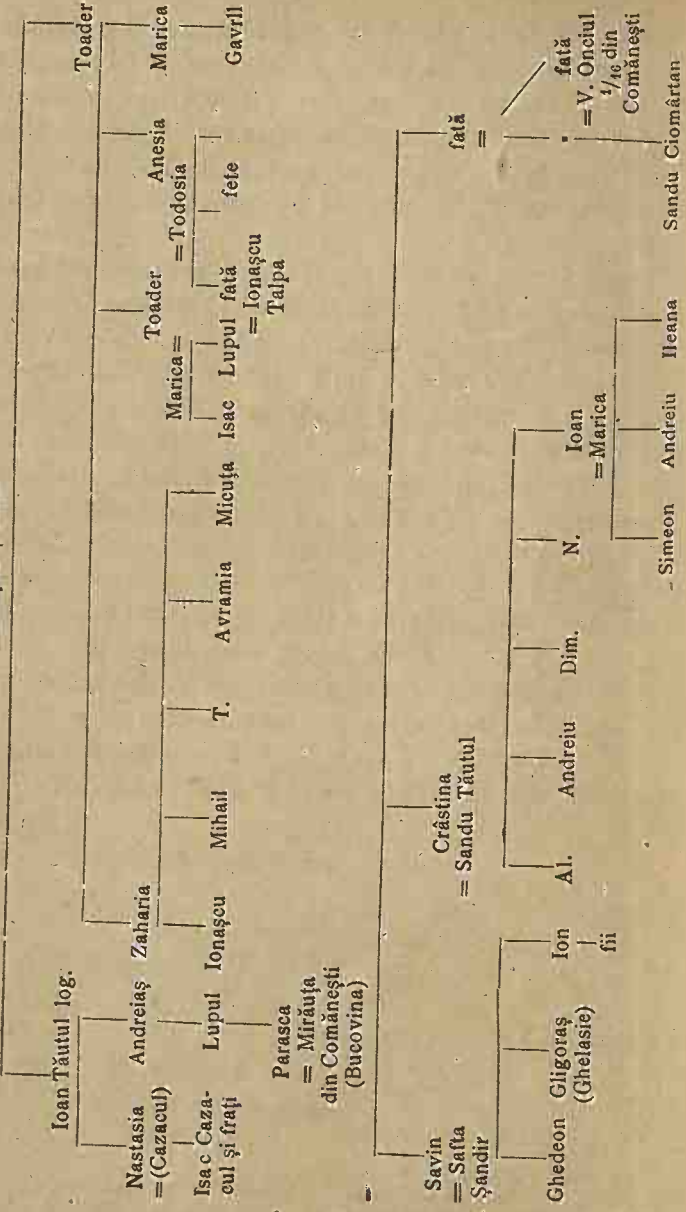 Ioan Tăutul log. Toader
Nastasia Andreiaș Zaharia Toader Anesia Marica
=(Cazacul) Marica= =Todosia
Isac Caza- Lupul Ionașcu Mihail T. Avramia Micuța Isac Lupul fată fete Gavril
cul și frați =Ionașcu
Talpa
Parasca
= Mirăuța
din Comănești
(Bucovina)
Savin Crâstina fată
= Safta = Sandu Tăutul =
Șandir
Ghedeon Gligoraș Ion Al. Andreiu Dim. N. Ioan fată
(Ghelasie) fii =Marica =V. Onciul
1/16 din
Comănești
Simeon Andreiu Ileana Sandu Ciomârtan